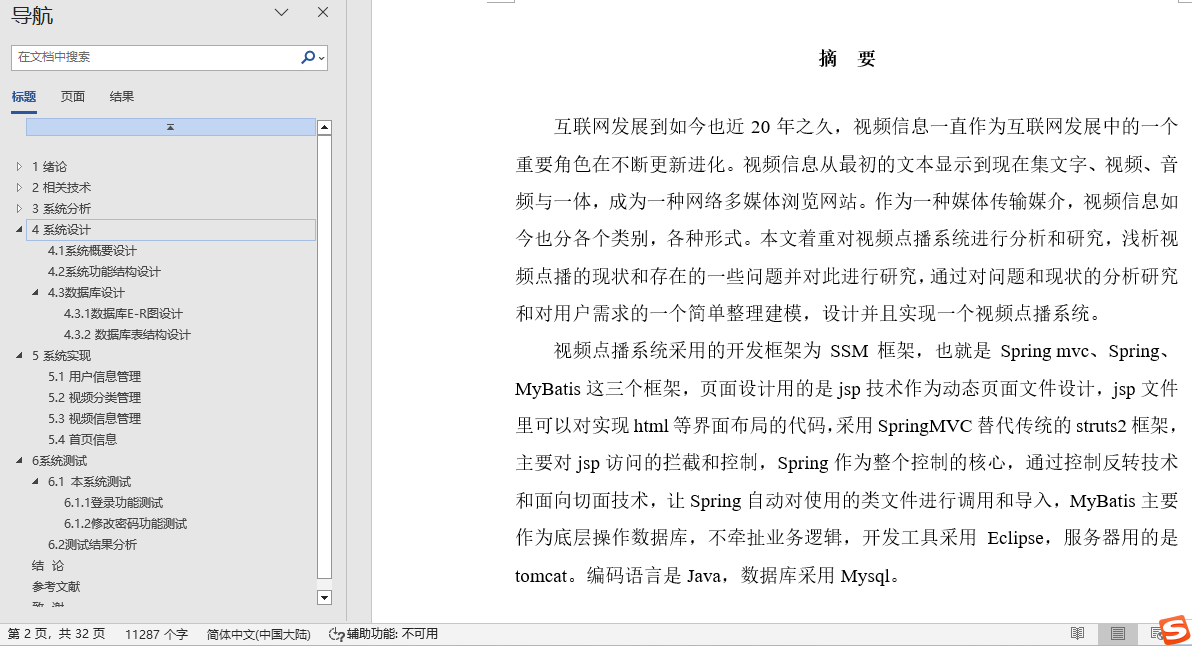 导航
在文档中搜索
标题 页面 结果
1 绪论
2 相关技术
3 系统分析
4 系统设计
4.1系统概要设计
4.2系统功能结构设计
4.3数据库设计
4.3.1数据库E-R图设计
4.3.2 数据库表结构设计
5 系统实现
5.1 用户信息管理
5.2 视频分类管理
5.3 视频信息管理
5.4 首页信息
6系统测试
6.1 本系统测试
6.1.1登录功能测试
6.1.2修改密码功能测试
6.2测试结果分析
结 论
参考文献
致 谢
摘 要
互联网发展到如今也近 20 年之久，视频信息一直作为互联网发展中的一个
重要角色在不断更新进化。视频信息从最初的文本显示到现在集文字、视频、音
频与一体，成为一种网络多媒体浏览网站。作为一种媒体传输媒介，视频信息如
今也分各个类别，各种形式。本文着重对视频点播系统进行分析和研究，浅析视
频点播的现状和存在的一些问题并对此进行研究，通过对问题和现状的分析研究
和对用户需求的一个简单整理建模，设计并且实现一个视频点播系统。
视频点播系统采用的开发框架为 SSM 框架，也就是 Spring mvc、Spring、
MyBatis 这三个框架，页面设计用的是 jsp 技术作为动态页面文件设计，jsp 文件
里可以对实现 html 等界面布局的代码，采用 SpringMVC 替代传统的 struts2 框架，
主要对 jsp 访问的拦截和控制，Spring 作为整个控制的核心，通过控制反转技术
和面向切面技术，让 Spring 自动对使用的类文件进行调用和导入，MyBatis 主要
作为底层操作数据库，不牵扯业务逻辑，开发工具采用 Eclipse，服务器用的是
tomcat。编码语言是 Java，数据库采用 Mysql。
第 2 页，共 32 页 11287 个字 简体中文(中国大陆) 辅助功能: 不可用